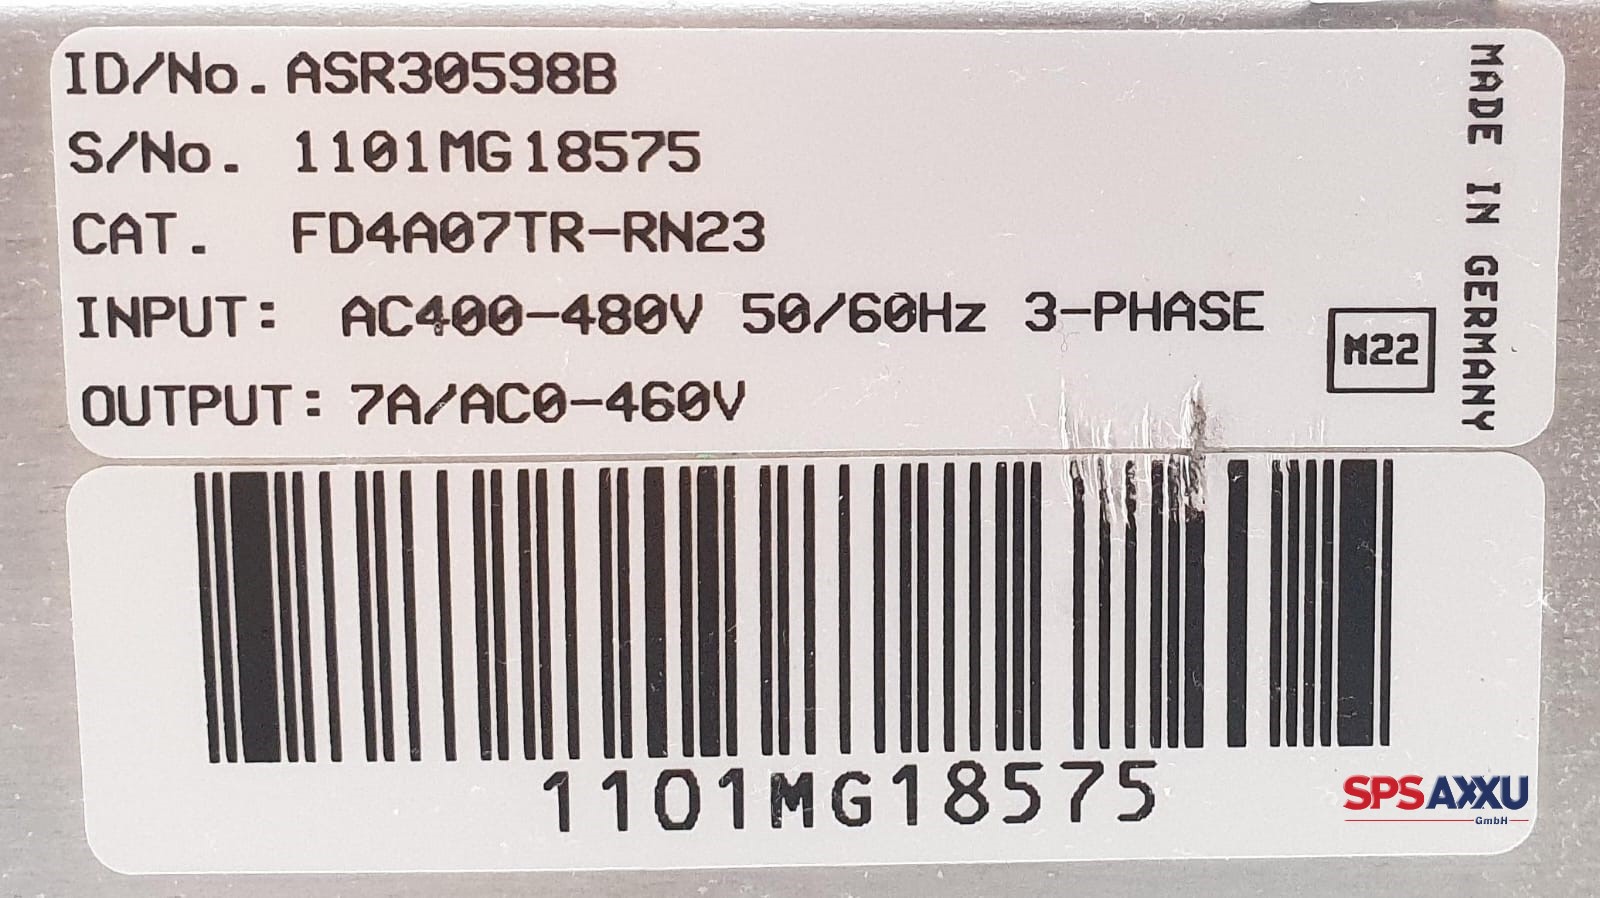 ID/No. ASR30598B
S/No. 1101MG18575
CAT. FD4A07TR-RN23
INPUT: AC400-480V 50/60Hz 3-PHASE
OUTPUT: 7A/AC0-460V
M22
MADE IN GERMANY
1101MG18575
SPSAXXU
GmbH